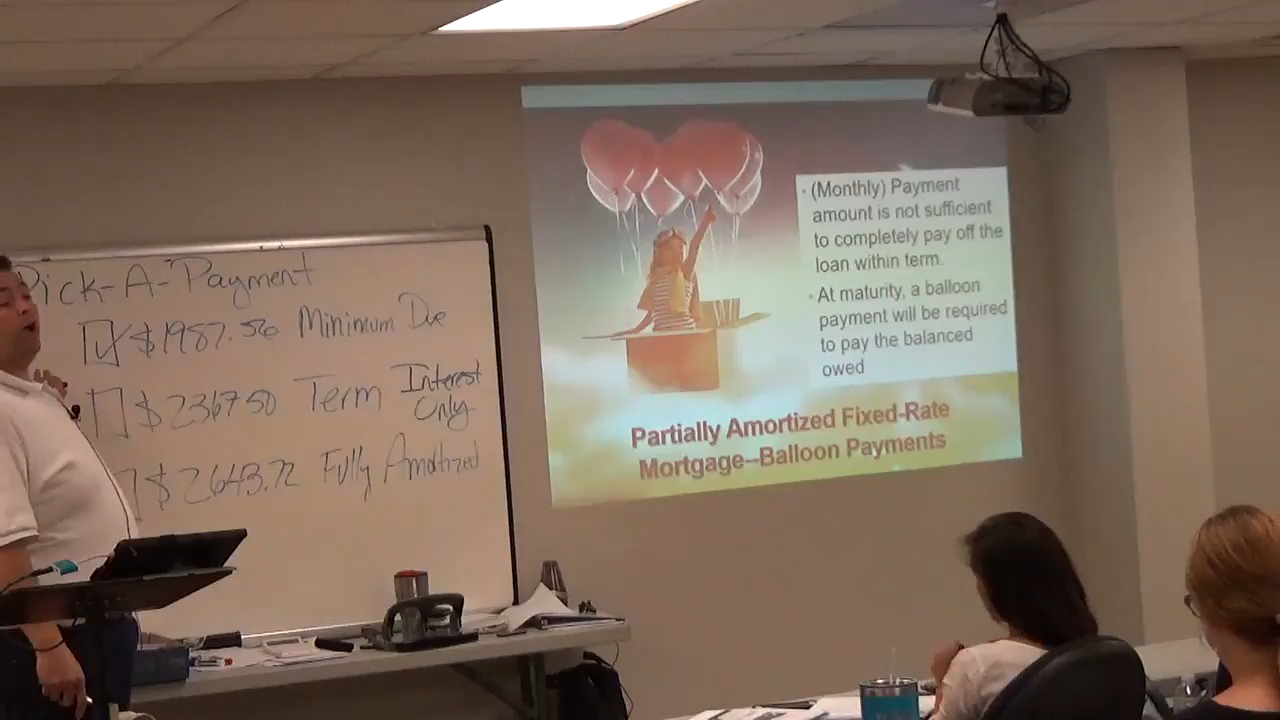 Pick-A-Payment
$1987.56 Minimum Due
$2367.50 Term Interest Only
$2643.72 Fully Amortized
• (Monthly) Payment
amount is not sufficient
to completely pay off the
loan within term.
• At maturity, a balloon
payment will be required
to pay the balanced
owed
Partially Amortized Fixed-Rate
Mortgage--Balloon Payments